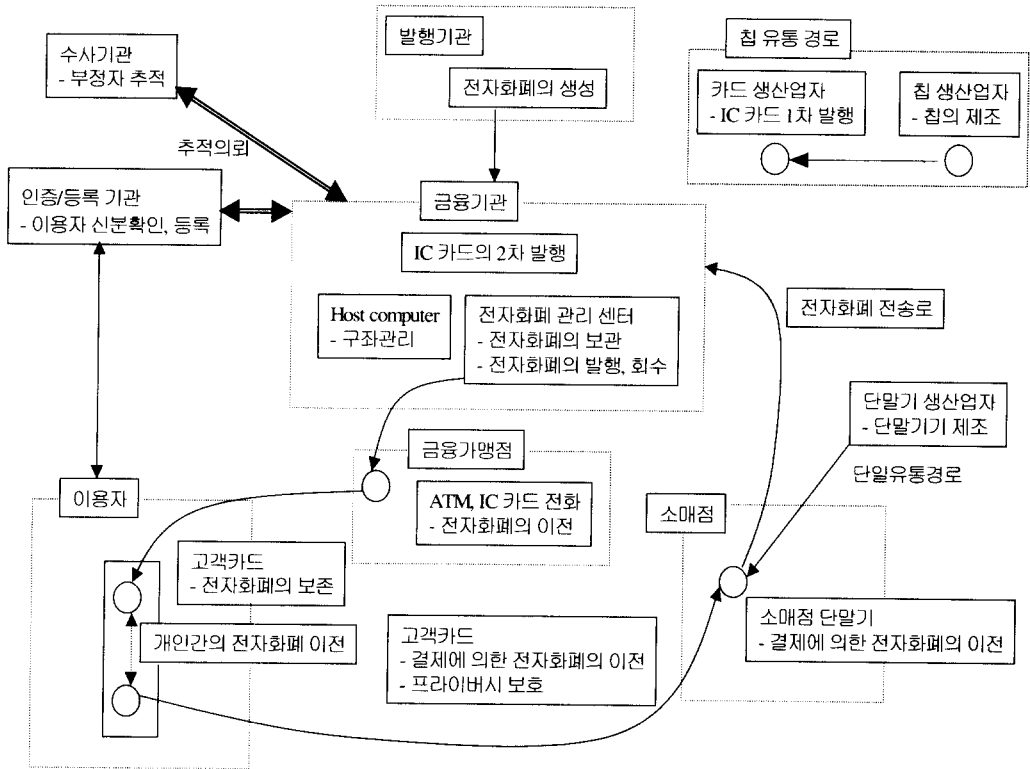 수사기관
- 부정자 추적
발행기관
전자화폐의 생성
칩 유통 경로
카드 생산업자
- IC 카드 1차 발행
칩 생산업자
- 칩의 제조
추적의뢰
인증/등록 기관
- 이용자 신분확인, 등록
금융기관
IC 카드의 2차 발행
Host computer
- 구좌관리
전자화폐 관리 센터
- 전자화폐의 보관
- 전자화폐의 발행, 회수
전자화폐 전송로
단말기 생산업자
- 단말기기 제조
단일유통경로
금융가맹점
ATM, IC 카드 전화
- 전자화폐의 이전
이용자
고객카드
- 전자화폐의 보존
개인간의 전자화폐 이전
고객카드
- 결제에 의한 전자화폐의 이전
- 프라이버시 보호
소매점
소매점 단말기
- 결제에 의한 전자화폐의 이전